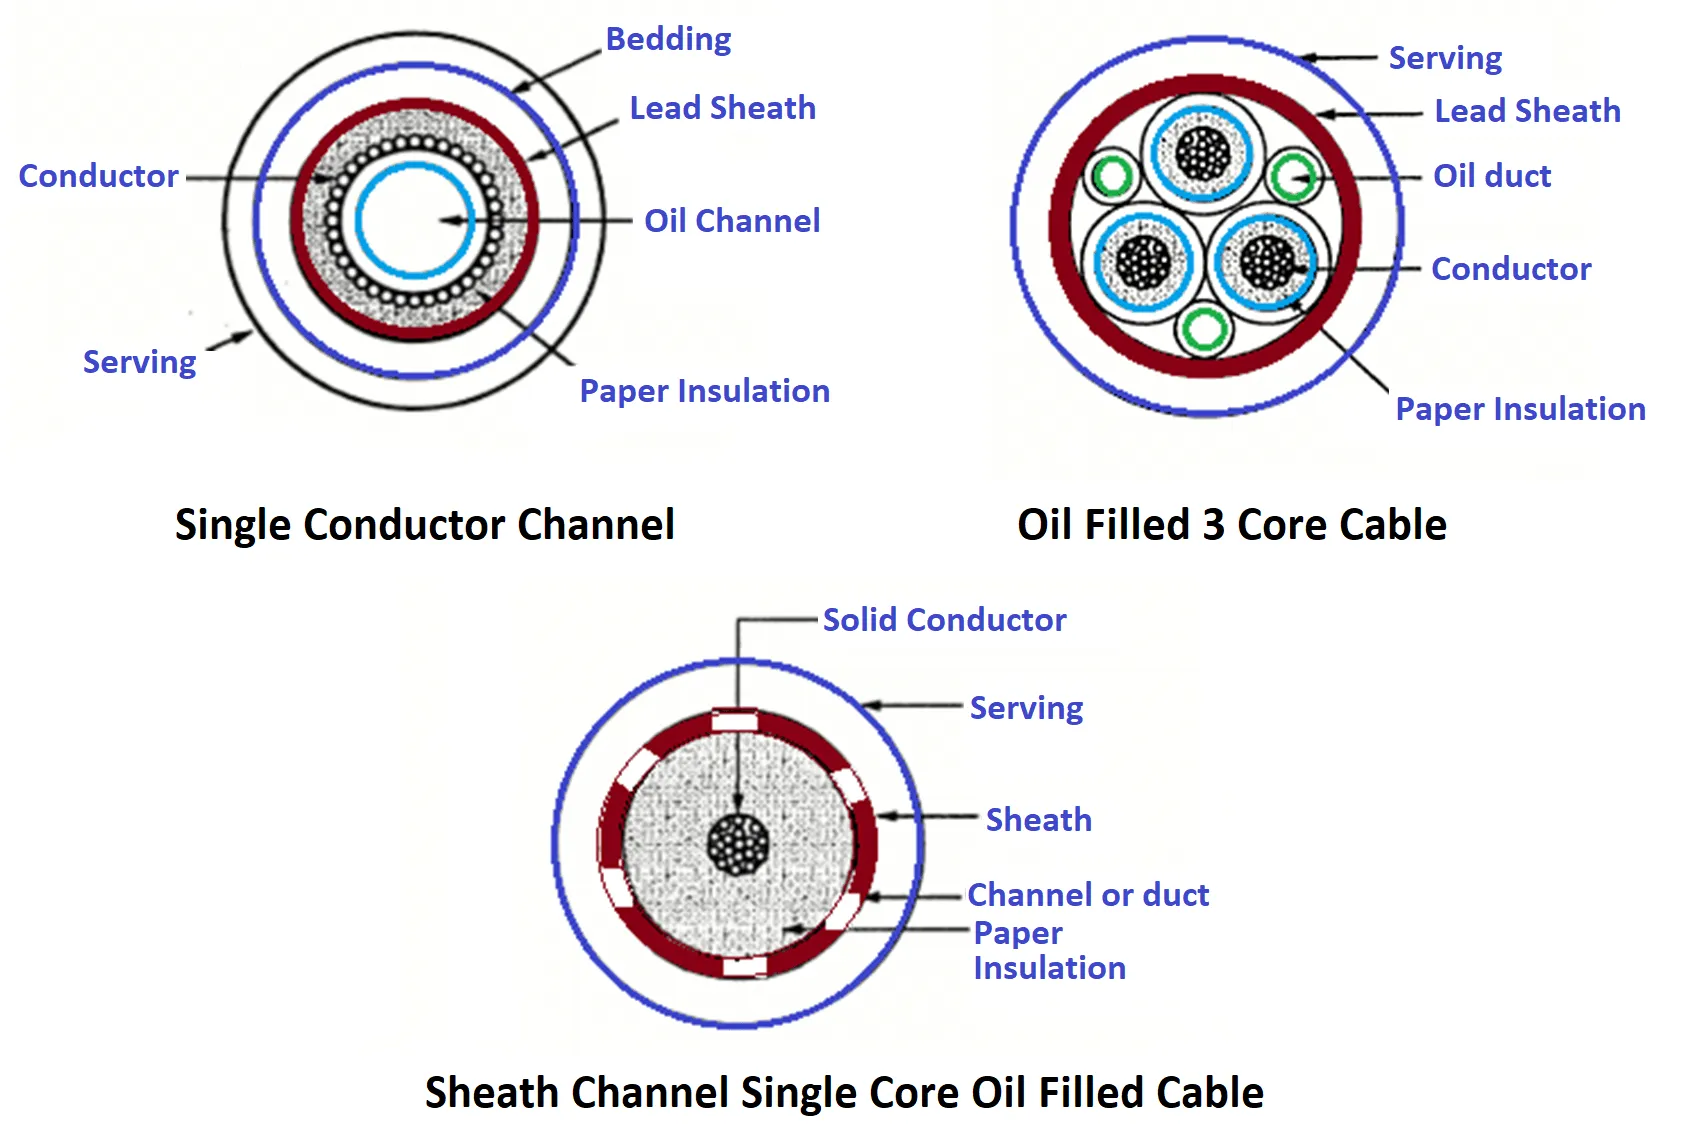 Bedding
Lead Sheath
Conductor
Oil Channel
Serving
Paper Insulation
Single Conductor Channel
Serving
Lead Sheath
Oil duct
Conductor
Paper Insulation
Oil Filled 3 Core Cable
Solid Conductor
Serving
Sheath
Channel or duct
Paper
Insulation
Sheath Channel Single Core Oil Filled Cable